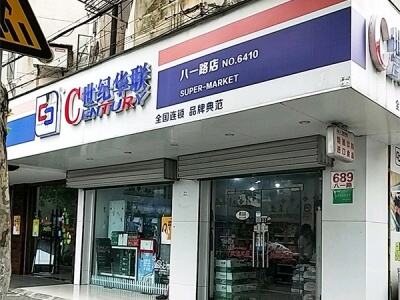 世纪华联
CENTURY
八一路店 NO.6410
SUPER-MARKET
全国连锁 品牌典范
689
八一路